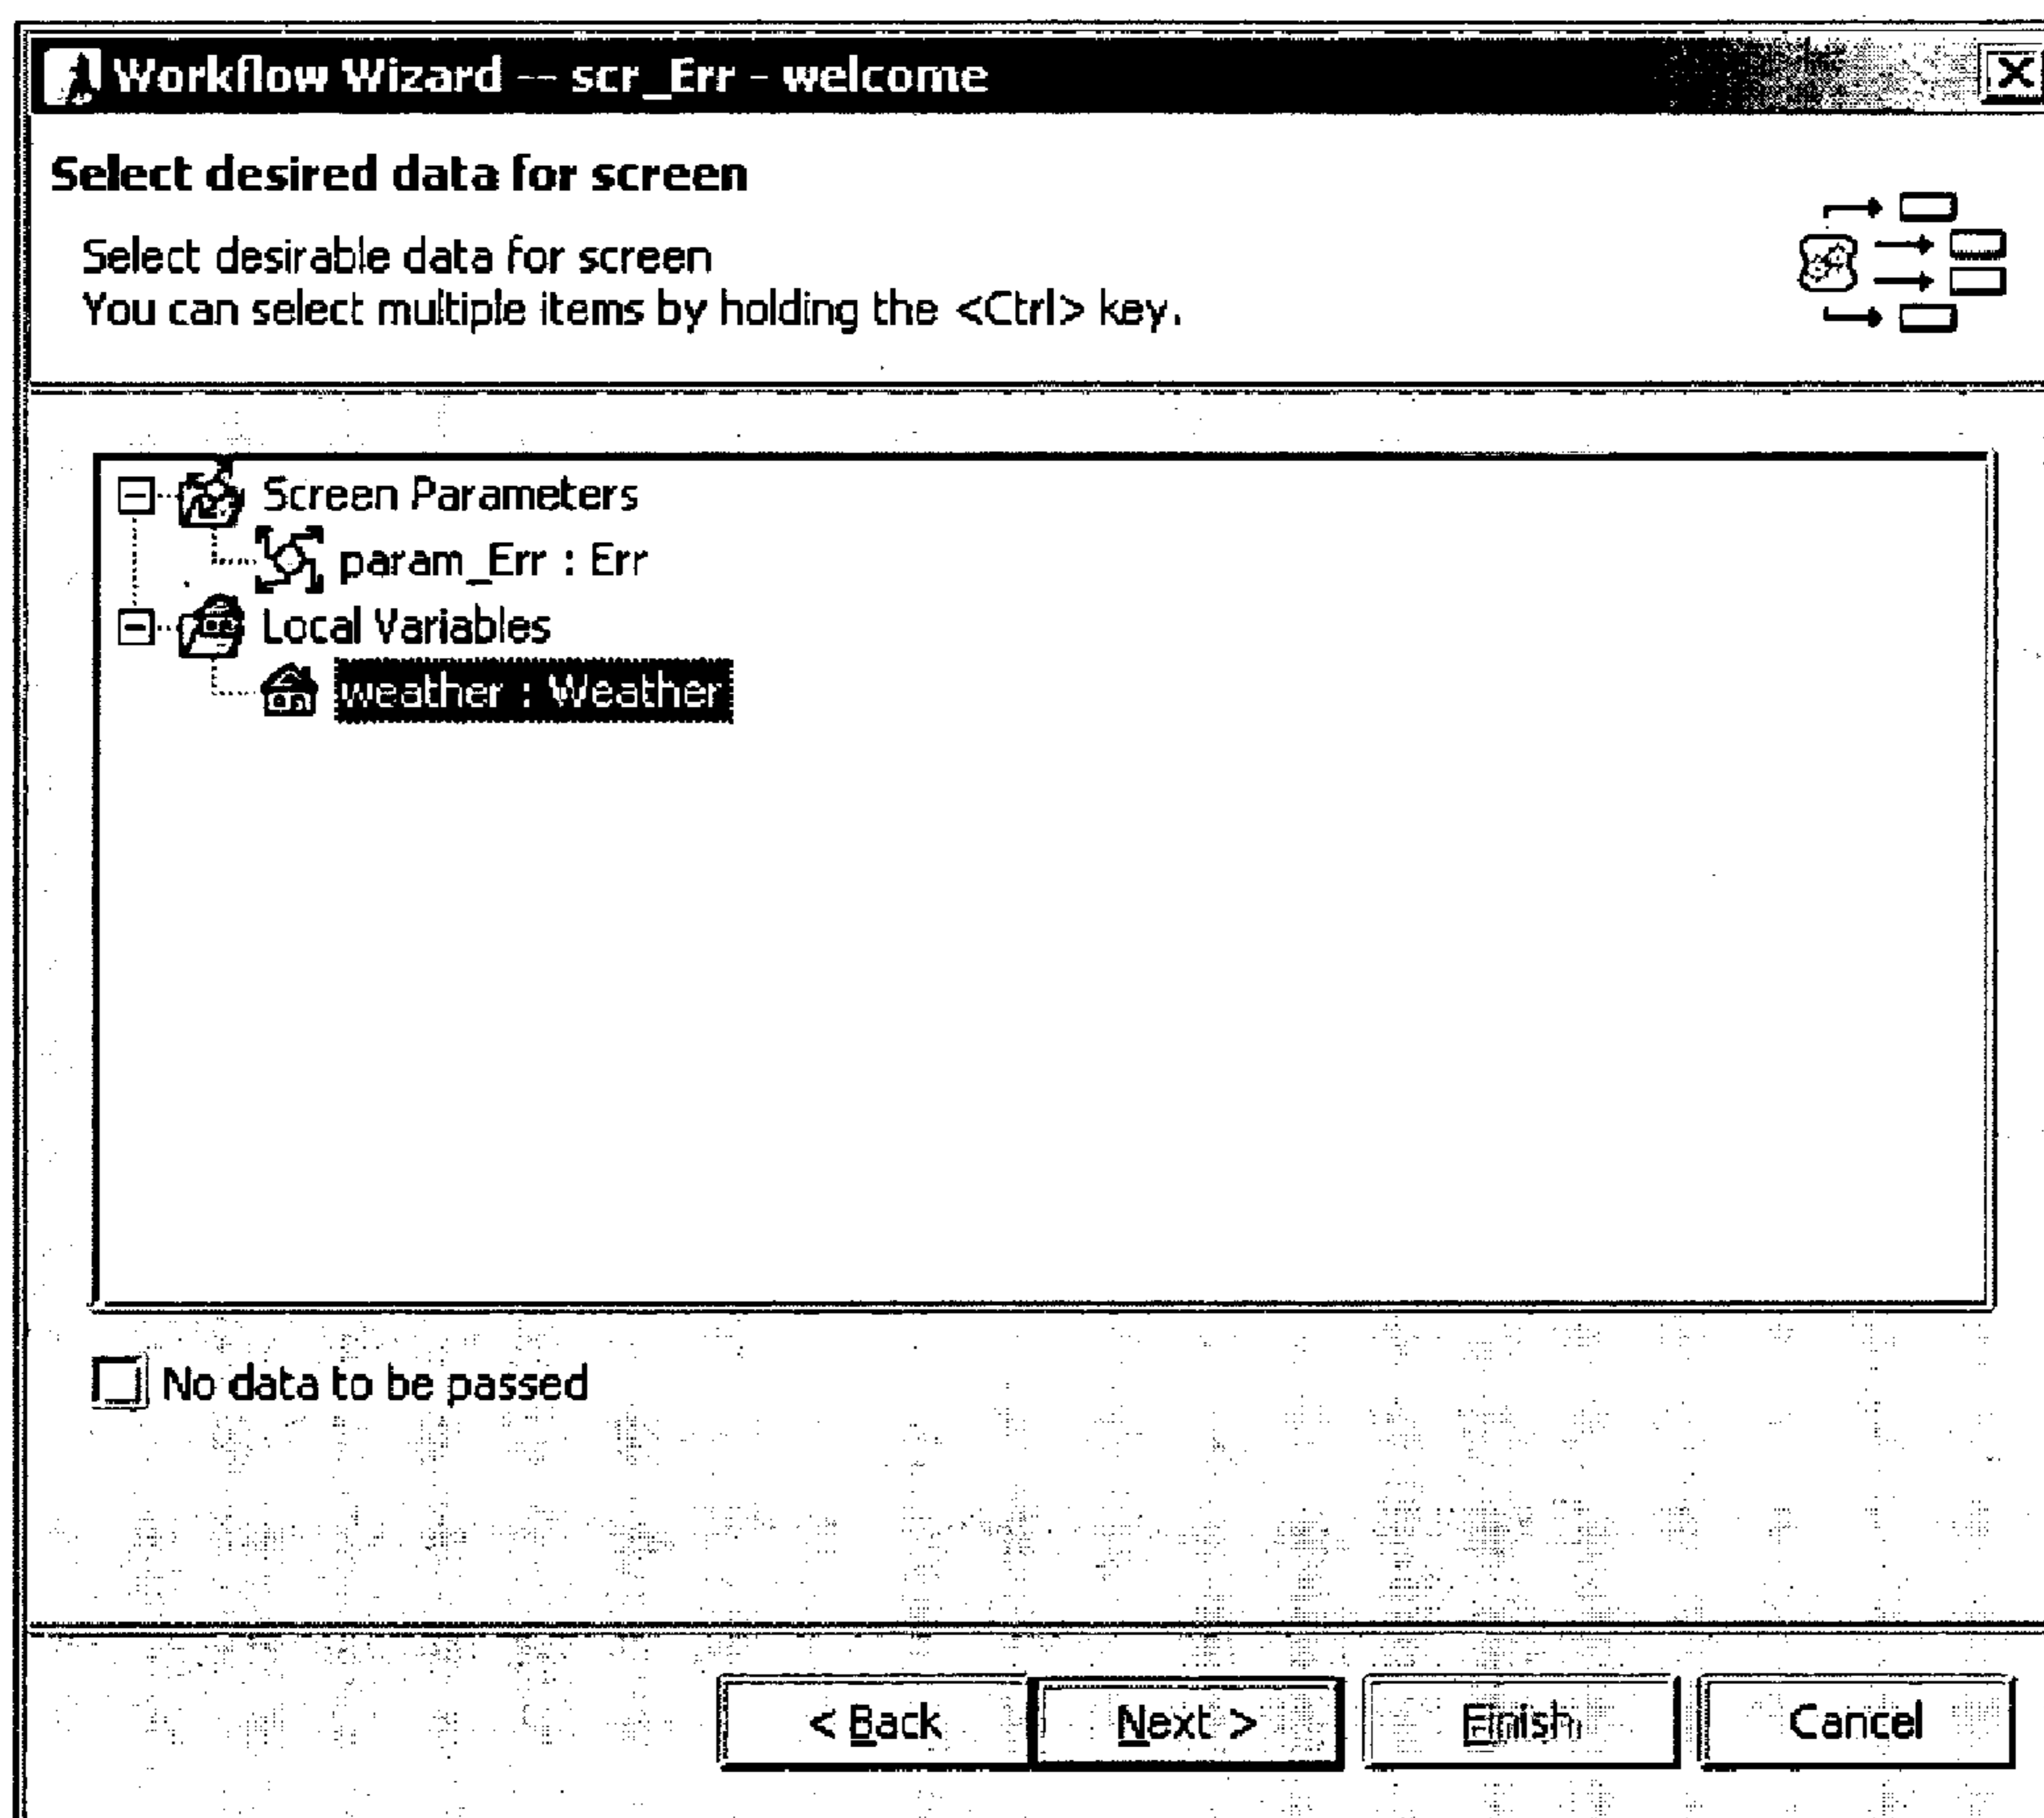 Workflow Wizard -- scr_Err - welcome
Select desired data for screen
Select desirable data for screen
You can select multiple items by holding the <Ctrl> key.
Screen Parameters
param_Err : Err
Local Variables
weather : Weather
No data to be passed
< Back Next > Finish Cancel